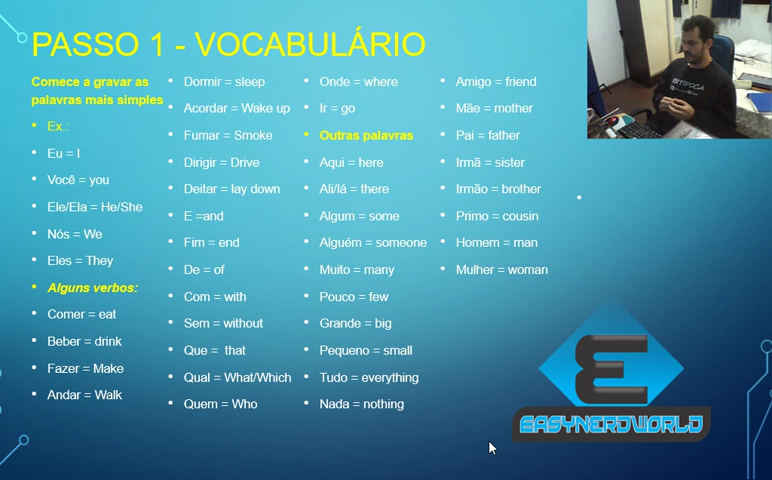 PASSO 1 - VOCABULÁRIO
Comece a gravar as
palavras mais simples
Ex.:
Eu = I
Você = you
Ele/Ela = He/She
Nós = We
Eles = They
Alguns verbos:
Comer = eat
Beber = drink
Fazer = Make
Andar = Walk
Dormir = sleep
Acordar = Wake up
Fumar = Smoke
Dirigir = Drive
Deitar = lay down
E =and
Fim = end
De = of
Com = with
Sem = without
Que = that
Qual = What/Which
Quem = Who
Onde = where
Ir = go
Outras palavras
Aqui = here
Ali/lá = there
Algum = some
Alguém = someone
Muito = many
Pouco = few
Grande = big
Pequeno = small
Tudo = everything
Nada = nothing
Amigo = friend
Mãe = mother
Pai = father
Irmã = sister
Irmão = brother
Primo = cousin
Homem = man
Mulher = woman
E
EASYNERDWORLD